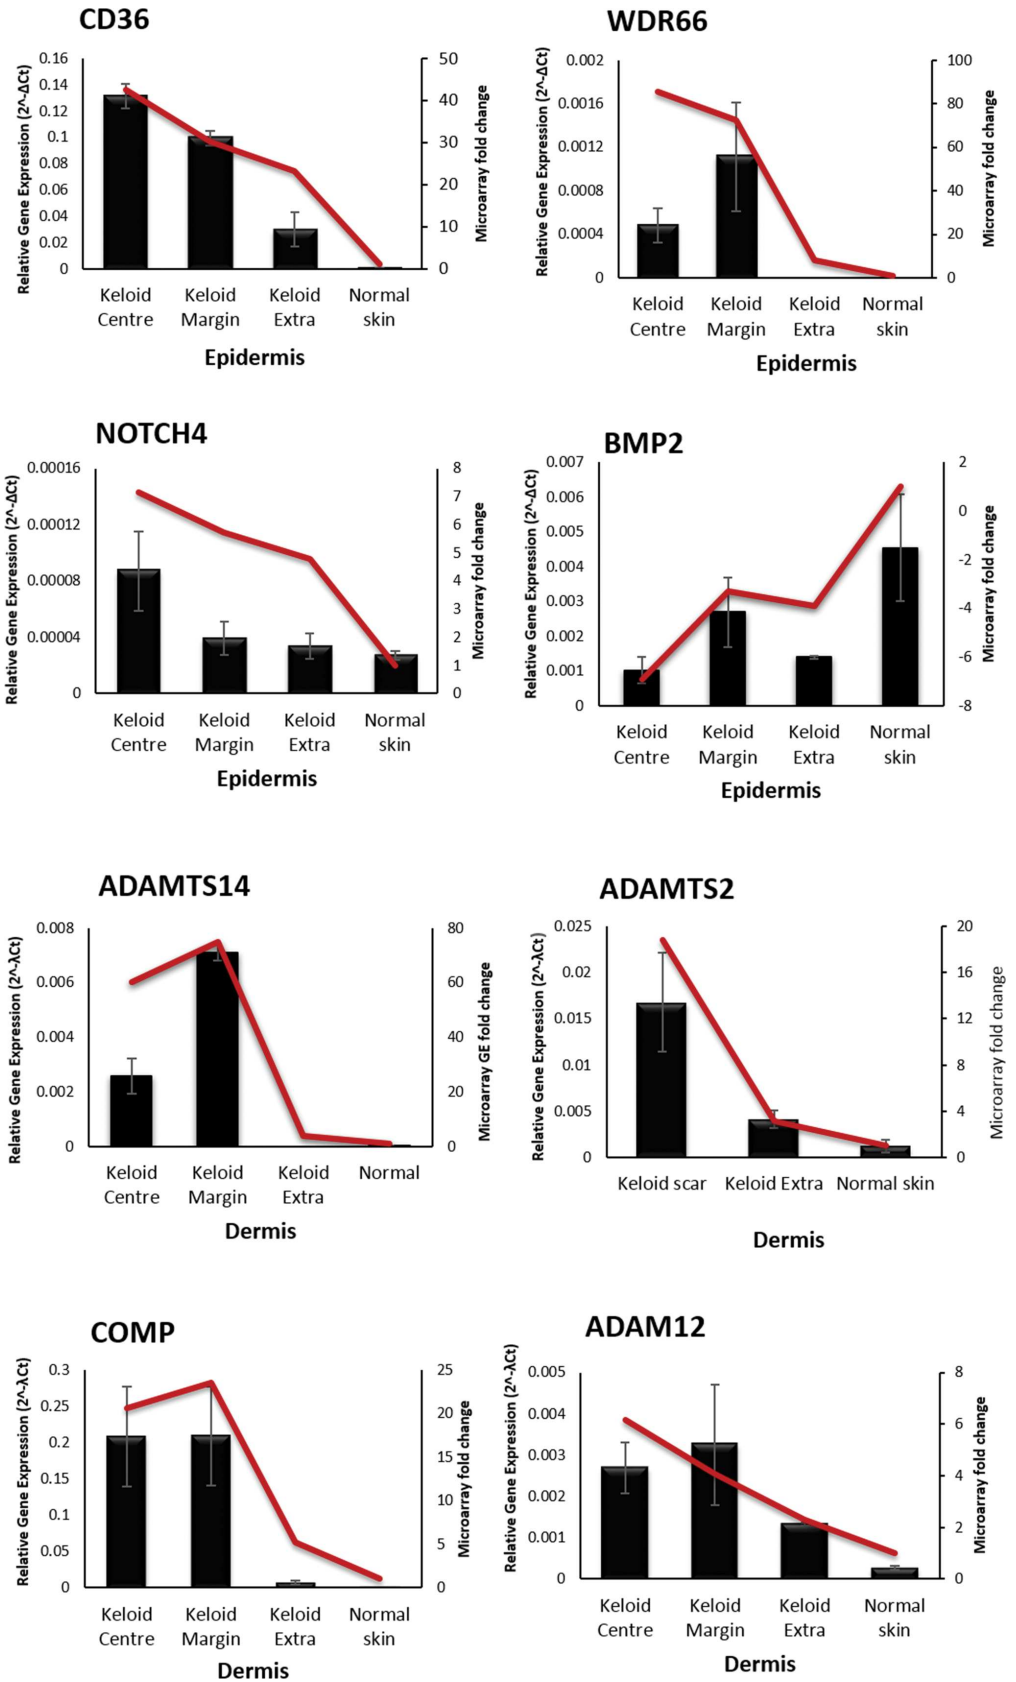 CD36
Relative Gene Expression (2^-ΔCt)
0.16
0.14
0.12
0.1
0.08
0.06
0.04
0.02
0
50
40
30
20
10
0
Microarray fold change
Keloid Centre
Keloid Margin
Keloid Extra
Normal skin
Epidermis
WDR66
Relative Gene Expression (2^-ΔCt)
0.002
0.0016
0.0012
0.0008
0.0004
0
100
80
60
40
20
0
Microarray fold change
Keloid Centre
Keloid Margin
Keloid Extra
Normal skin
Epidermis
NOTCH4
Relative Gene Expression (2^-ΔCt)
0.00016
0.00012
0.00008
0.00004
0
8
7
6
5
4
3
2
1
0
Microarray fold change
Keloid Centre
Keloid Margin
Keloid Extra
Normal skin
Epidermis
BMP2
Relative Gene Expression (2^-ΔCt)
0.007
0.006
0.005
0.004
0.003
0.002
0.001
0
2
0
-2
-4
-6
-8
Microarray fold change
Keloid Centre
Keloid Margin
Keloid Extra
Normal skin
Epidermis
ADAMTS14
Relative Gene Expression (2^-λCt)
0.008
0.006
0.004
0.002
0
80
60
40
20
0
Microarray GE fold change
Keloid Centre
Keloid Margin
Keloid Extra
Normal
Dermis
ADAMTS2
Relative Gene Expression (2^-λCt)
0.025
0.02
0.015
0.01
0.005
0
20
16
12
8
4
0
Microarray fold change
Keloid scar
Keloid Extra
Normal skin
Dermis
COMP
Relative Gene Expression (2^-λCt)
0.3
0.25
0.2
0.15
0.1
0.05
0
25
20
15
10
5
0
Microarray fold change
Keloid Centre
Keloid Margin
Keloid Extra
Normal skin
Dermis
ADAM12
Relative Gene Expression (2^-λCt)
0.005
0.004
0.003
0.002
0.001
0
8
6
4
2
0
Microarray fold change
Keloid Centre
Keloid Margin
Keloid Extra
Normal skin
Dermis